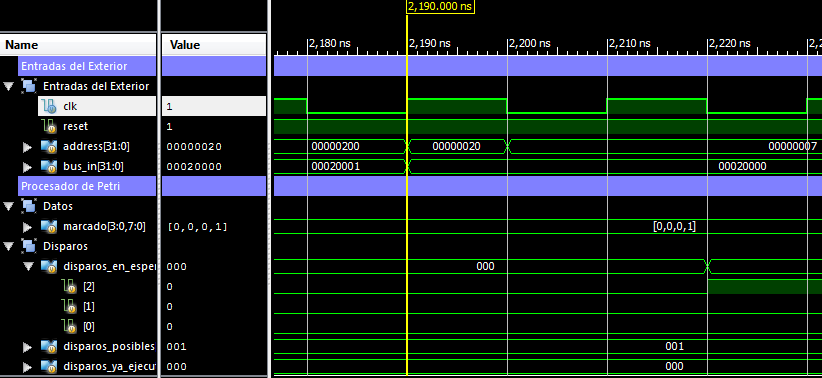 2,190.000 ns
Name Value 2,180 ns 2,190 ns 2,200 ns 2,210 ns 2,220 ns 2,2
Entradas del Exterior
Entradas del Exterior
clk 1
reset 1
address[31:0] 00000020 00000200 00000020 00000007
bus_in[31:0] 00020000 00020001 00020000
Procesador de Petri
Datos
marcado[3:0,7:0] [0,0,0,1] [0,0,0,1]
Disparos
disparos_en_esper 000 000
[2] 0
[1] 0
[0] 0
disparos_posibles 001 001
disparos_ya_ejecut 000 000